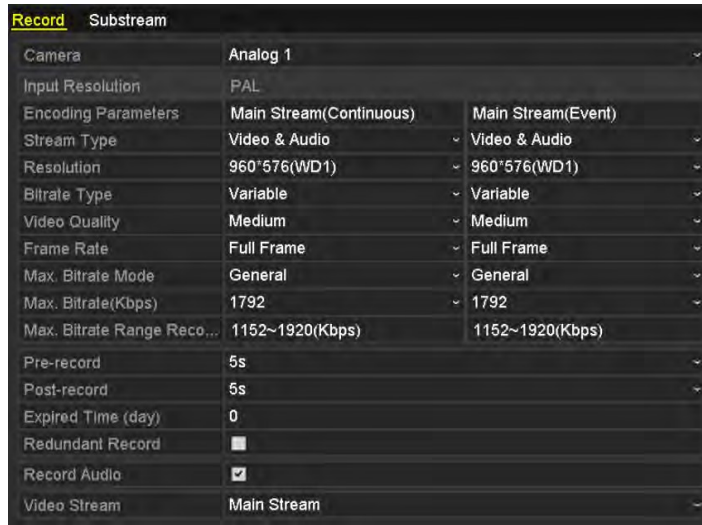 Record Substream
Camera Analog 1
Input Resolution PAL
Encoding Parameters Main Stream(Continuous) Main Stream(Event)
Stream Type Video & Audio Video & Audio
Resolution 960*576(WD1) 960*576(WD1)
Bitrate Type Variable Variable
Video Quality Medium Medium
Frame Rate Full Frame Full Frame
Max. Bitrate Mode General General
Max. Bitrate(Kbps) 1792 1792
Max. Bitrate Range Reco... 1152~1920(Kbps) 1152~1920(Kbps)
Pre-record 5s
Post-record 5s
Expired Time (day) 0
Redundant Record
Record Audio
Video Stream Main Stream